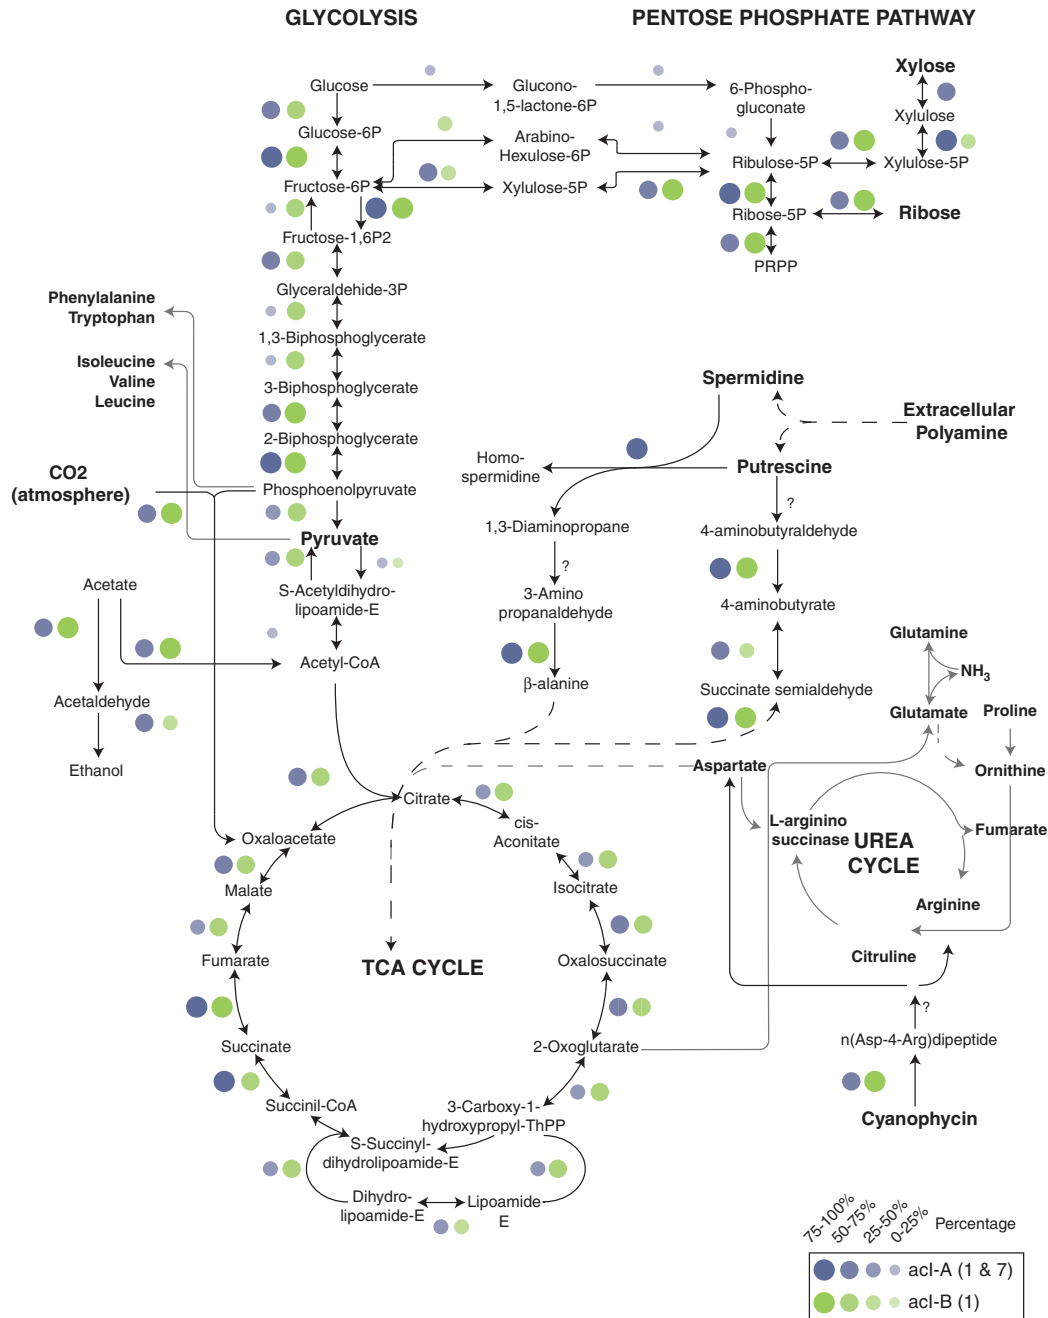 GLYCOLYSIS
PENTOSE PHOSPHATE PATHWAY
Glucose
Glucono-
1,5-lactone-6P
6-Phospho-
gluconate
Xylose
Xylulose
Glucose-6P
Arabino-
Hexulose-6P
Ribulose-5P
Xylulose-5P
Fructose-6P
Xylulose-5P
Ribose-5P
Ribose
Fructose-1,6P2
PRPP
Glyceraldehide-3P
Phenylalanine
Tryptophan
1,3-Biphosphoglycerate
Isoleucine
Valine
Leucine
3-Biphosphoglycerate
2-Biphosphoglycerate
Spermidine
Extracellular
Polyamine
CO2
(atmosphere)
Phosphoenolpyruvate
Homo-
spermidine
Putrescine
?
Pyruvate
1,3-Diaminopropane
4-aminobutyraldehyde
?
Acetate
S-Acetyldihydro-
lipoamide-E
3-Amino
propanaldehyde
4-aminobutyrate
Acetyl-CoA
β-alanine
Succinate semialdehyde
Glutamine
NH3
Glutamate
Proline
Acetaldehyde
Ethanol
Aspartate
Ornithine
Citrate
cis-
Aconitate
Oxaloacetate
L-arginino
succinase
UREA
CYCLE
Fumarate
Malate
Isocitrate
Arginine
Fumarate
TCA CYCLE
Oxalosuccinate
Citruline
?
Succinate
2-Oxoglutarate
n(Asp-4-Arg)dipeptide
Succinil-CoA
3-Carboxy-1-
hydroxypropyl-ThPP
Cyanophycin
S-Succinyl-
dihydrolipoamide-E
Dihydro-
lipoamide-E
Lipoamide
E
75-100%
50-75%
25-50%
0-25%
Percentage
acI-A (1 & 7)
acI-B (1)